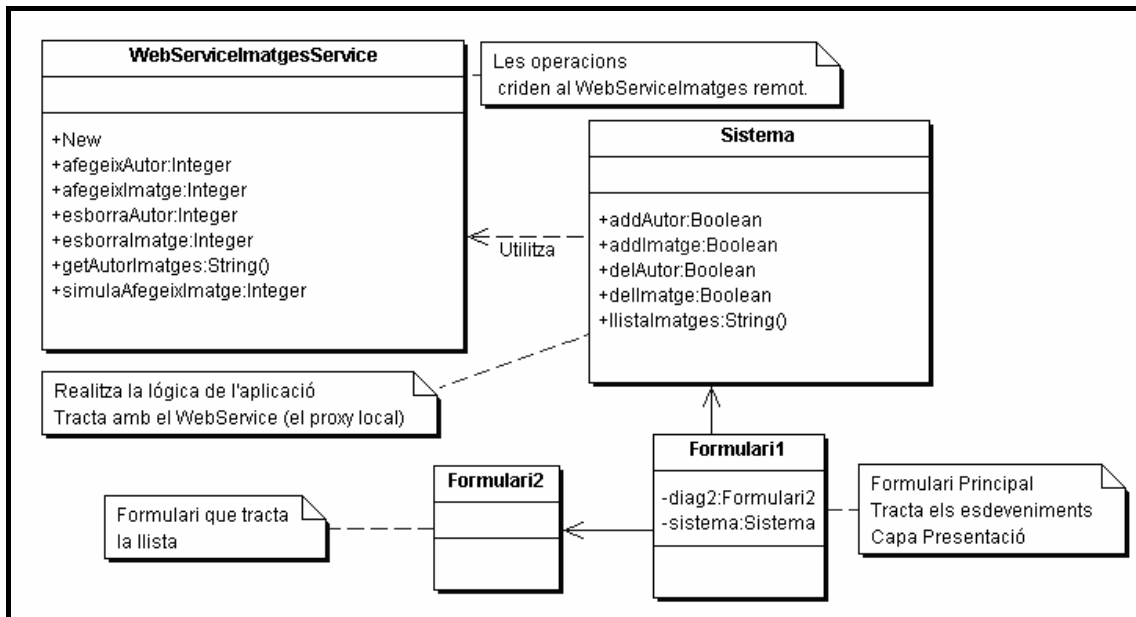 WebServiceImatgesService
+New
+afegeixAutor:Integer
+afegeixImatge:Integer
+esborraAutor:Integer
+esborraImatge:Integer
+getAutorImatges:String()
+simulaAfegeixImatge:Integer
Les operacions
criden al WebServiceImatges remot.
Sistema
+addAutor:Boolean
+addImatge:Boolean
+delAutor:Boolean
+delImatge:Boolean
+llistaImatges:String()
Utilitza
Realitza la lógica de l'aplicació
Tracta amb el WebService (el proxy local)
Formulari1
-diag2:Formulari2
-sistema:Sistema
Formulari2
Formulari que tracta
la llista
Formulari Principal
Tracta els esdeveniments
Capa Presentació